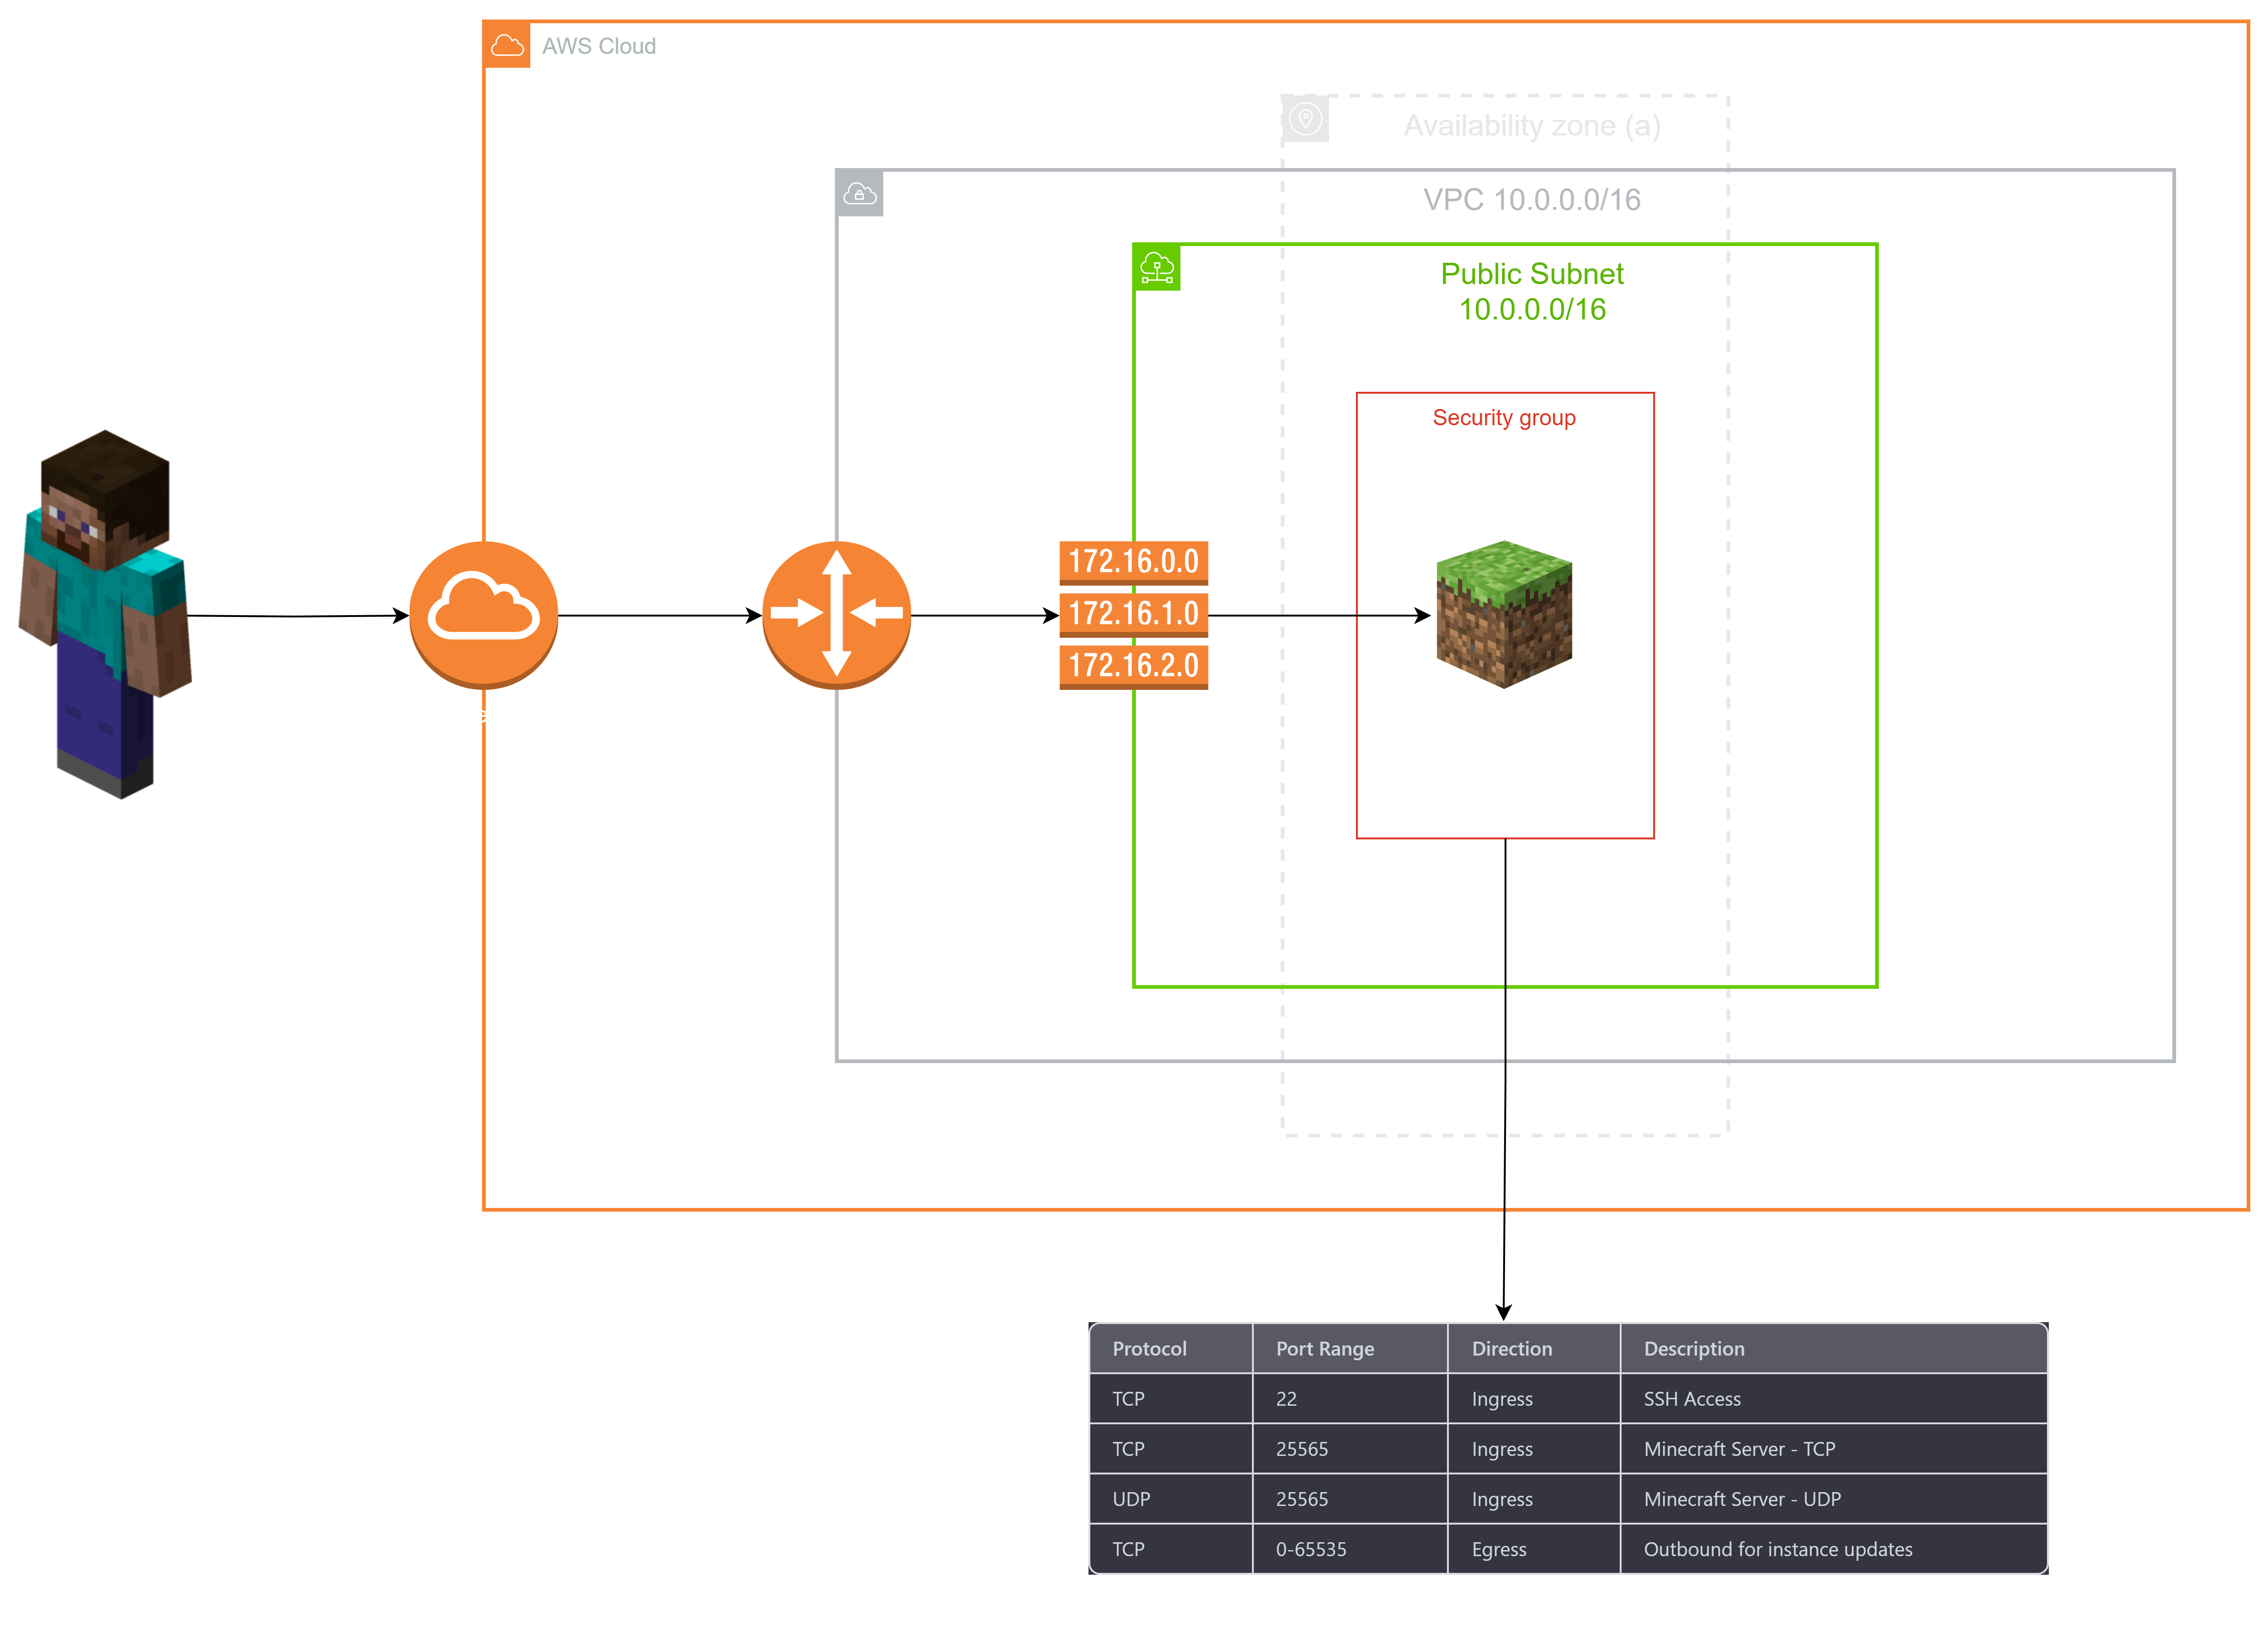 AWS Cloud
Availability zone (a)
VPC 10.0.0.0/16
Public Subnet
10.0.0.0/16
Security group
172.16.0.0
172.16.1.0
172.16.2.0
Protocol Port Range Direction Description
TCP 22 Ingress SSH Access
TCP 25565 Ingress Minecraft Server - TCP
UDP 25565 Ingress Minecraft Server - UDP
TCP 0-65535 Egress Outbound for instance updates